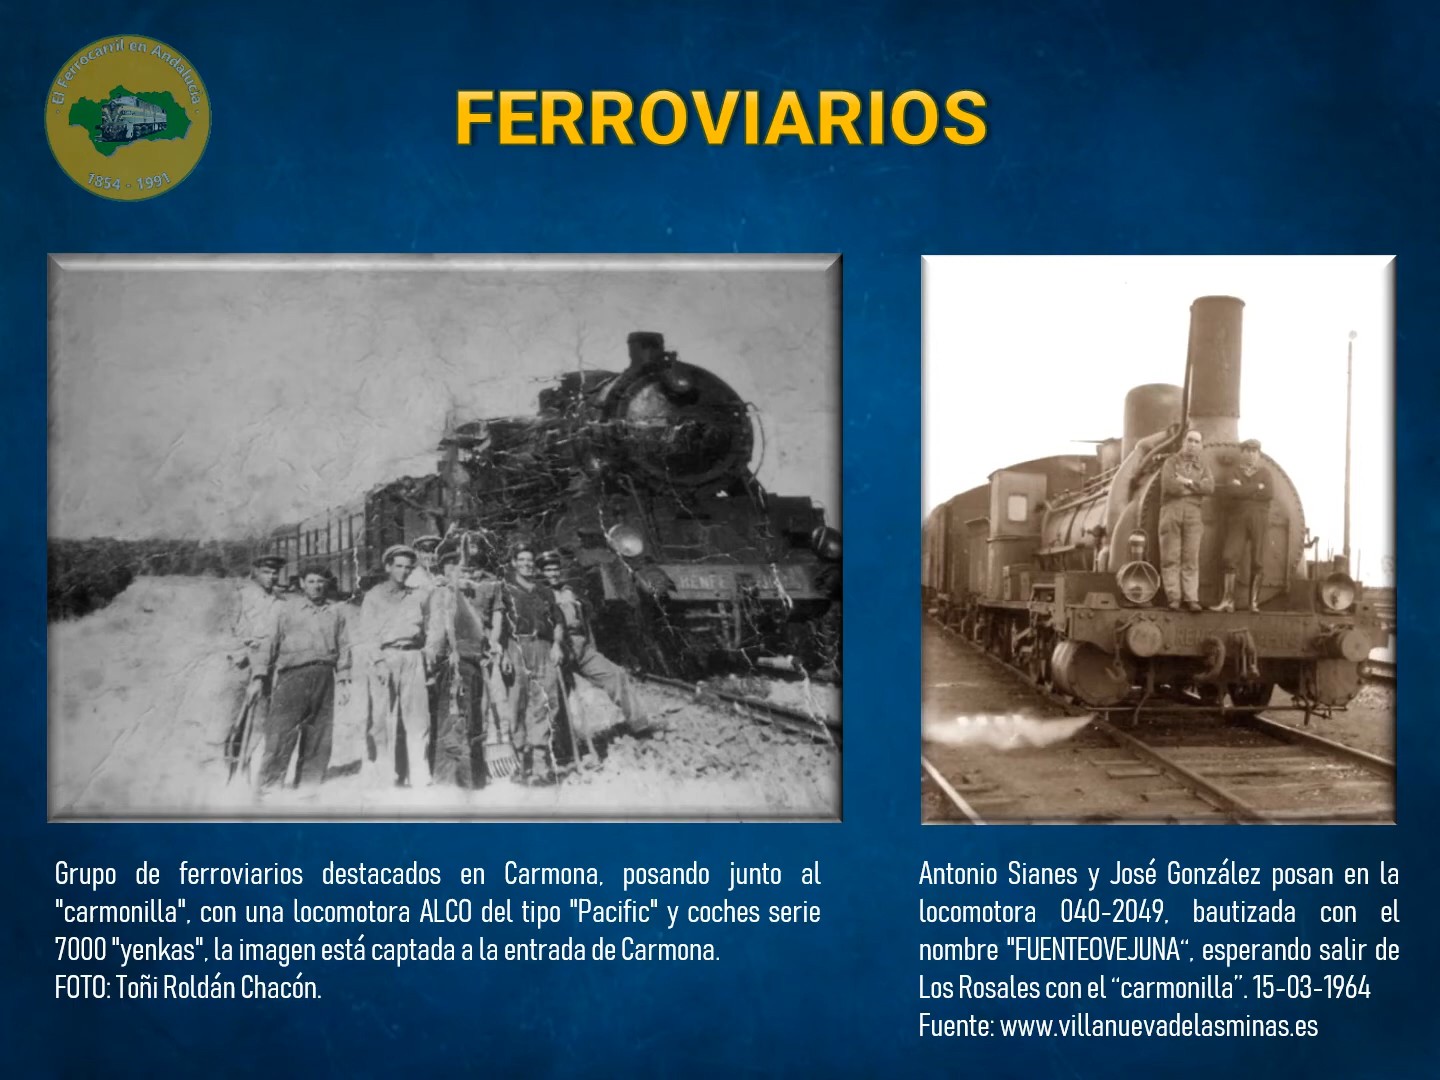 El Ferrocarril en Andalucía
1854 - 1991
FERROVIARIOS
RENFE
Grupo de ferroviarios destacados en Carmona, posando junto al
"carmonilla", con una locomotora ALCO del tipo "Pacific" y coches serie
7000 "yenkas", la imagen está captada a la entrada de Carmona.
FOTO: Toñi Roldán Chacón.
Antonio Sianes y José González posan en la
locomotora 040-2049, bautizada con el
nombre "FUENTEOVEJUNA“, esperando salir de
Los Rosales con el “carmonilla”. 15-03-1964
Fuente: www.villanuevadelasminas.es